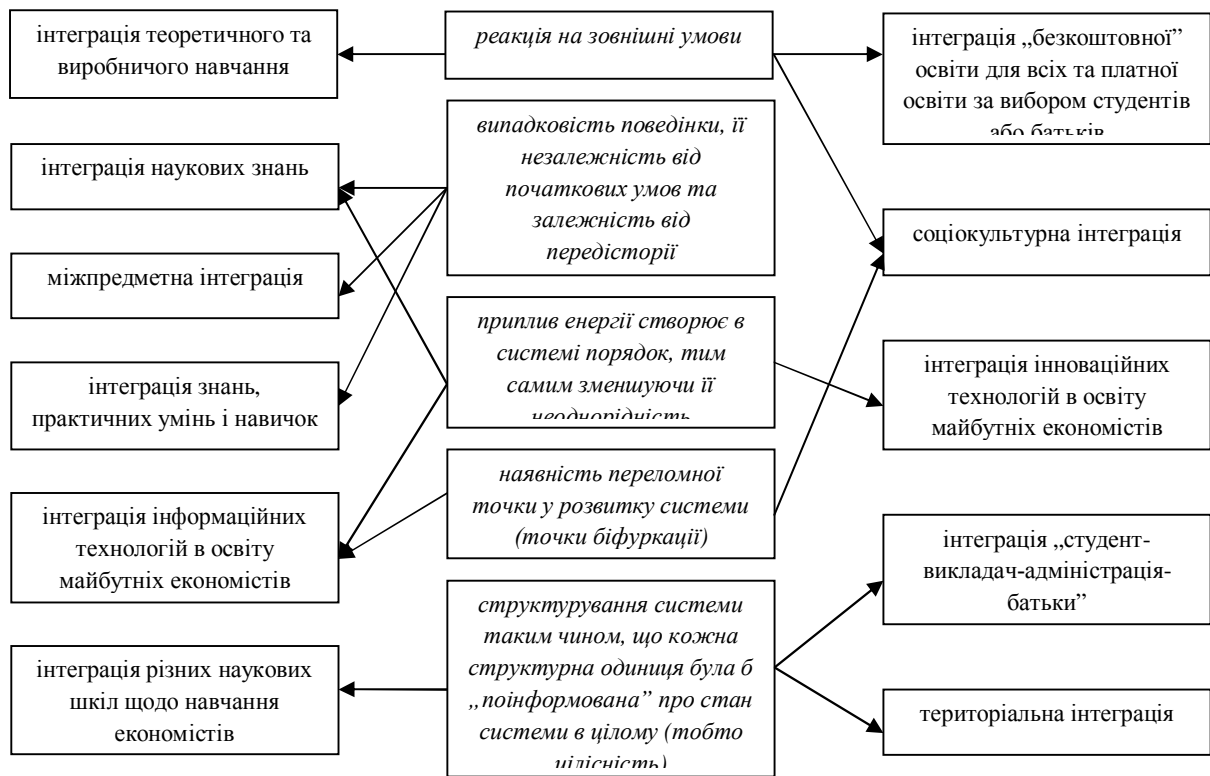 інтеграція теоретичного та
виробничого навчання
інтеграція наукових знань
міжпредметна інтеграція
інтеграція знань,
практичних умінь і навичок
інтеграція інформаційних
технологій в освіту
майбутніх економістів
інтеграція різних наукових
шкіл щодо навчання
економістів
реакція на зовнішні умови
випадковість поведінки, її
незалежність від
початкових умов та
залежність від
передісторії
приплив енергії створює в
системі порядок, тим
самим зменшуючи її
неоднорідність
наявність переломної
точки у розвитку системи
(точки біфуркації)
структурування системи
таким чином, що кожна
структурна одиниця була б
„поінформована” про стан
системи в цілому (тобто
цілісність)
інтеграція „безкоштовної”
освіти для всіх та платної
освіти за вибором студентів
або батьків
соціокультурна інтеграція
інтеграція інноваційних
технологій в освіту
майбутніх економістів
інтеграція „студент-
викладач-адміністрація-
батьки”
територіальна інтеграція